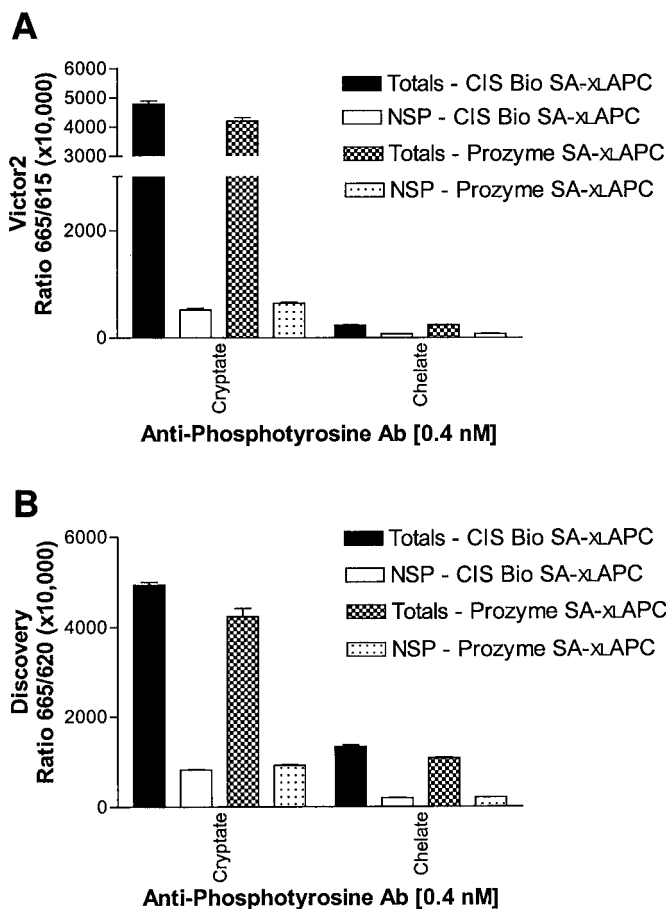 A
Victor2
Ratio 665/615 (x10,000)
6000
5000
4000
3000
2000
0
Totals - CIS Bio SA-XLAPC
NSP - CIS Bio SA-XLAPC
Totals - Prozyme SA-XLAPC
NSP - Prozyme SA-XLAPC
Cryptate
Chelate
Anti-Phosphotyrosine Ab [0.4 nM]
B
Discovery
Ratio 665/620 (x10,000)
6000
4000
2000
0
Totals - CIS Bio SA-XLAPC
NSP - CIS Bio SA-XLAPC
Totals - Prozyme SA-XLAPC
NSP - Prozyme SA-XLAPC
Cryptate
Chelate
Anti-Phosphotyrosine Ab [0.4 nM]